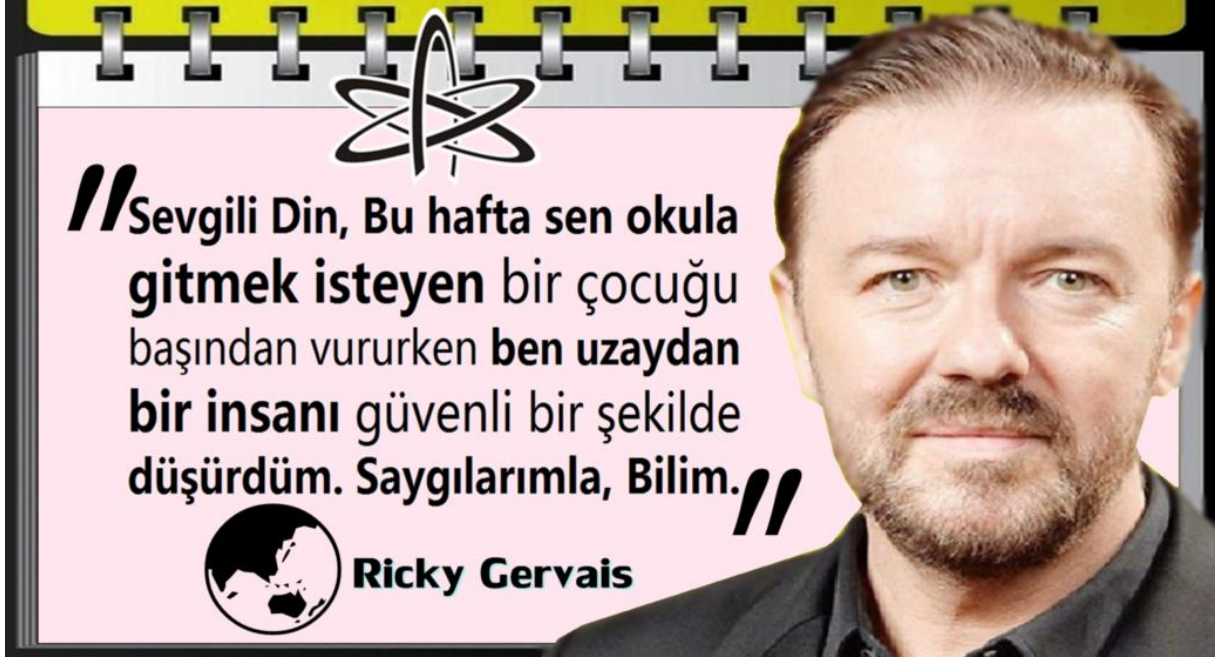 "Sevgili Din, Bu hafta sen okula
gitmek isteyen bir çocuğu
başından vururken ben uzaydan
bir insanı güvenli bir şekilde
düşürdüm. Saygılarımla, Bilim."
Ricky Gervais